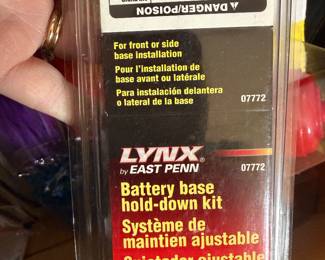 DANGER/POISON
For front or side
base installation
Pour l'installation de
base avant ou latérale
Para instalación delantera
o lateral de la base
07772
LYNX®
by EAST PENN
07772
Battery base
hold-down kit
Système de
maintien ajustable
ajustable